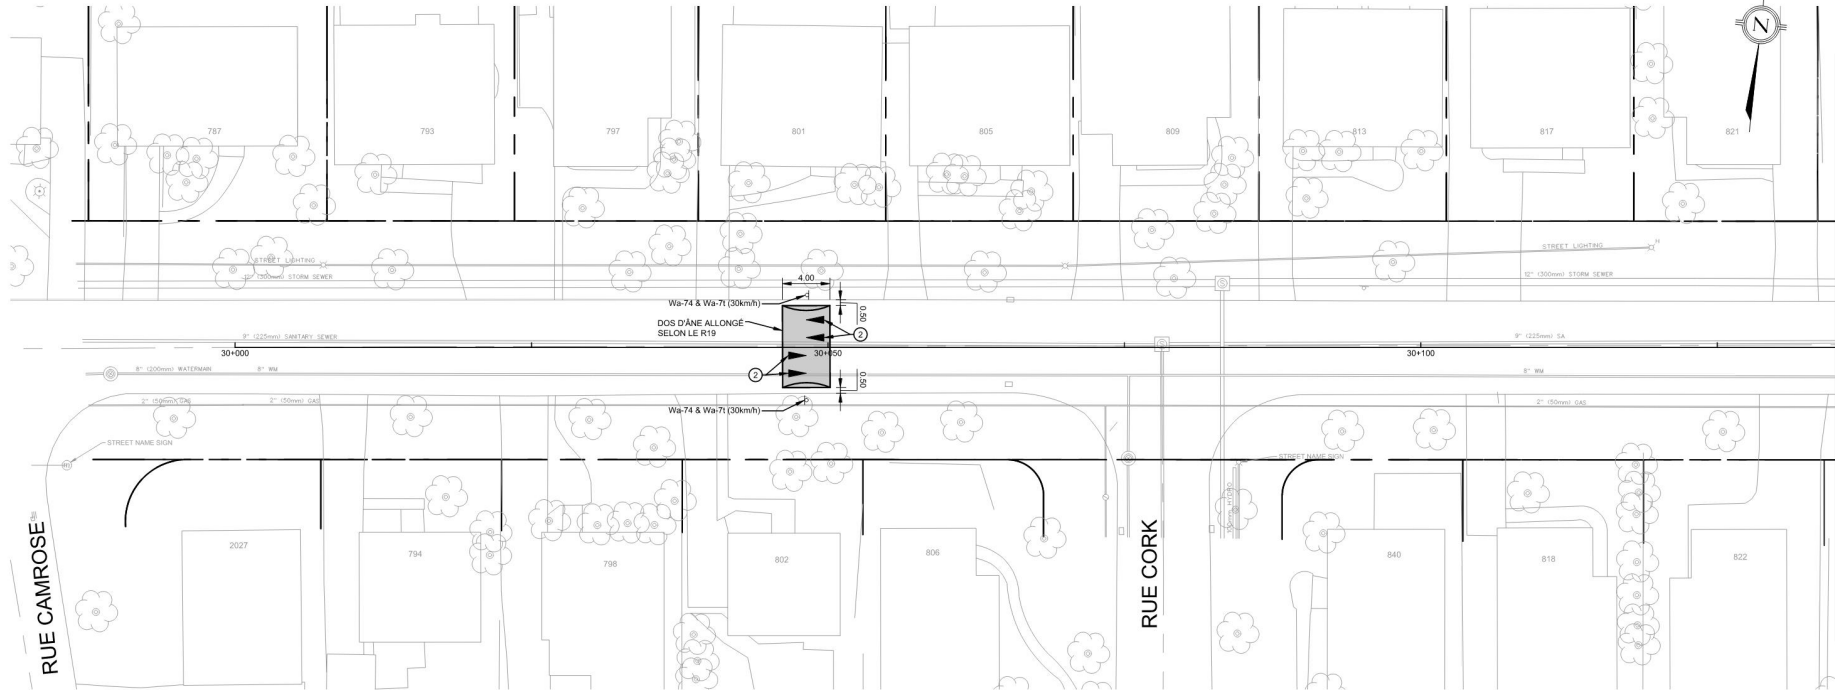 N
787
793
797
801
805
809
813
817
821
STREET LIGHTING
STREET LIGHTING
12" (300mm) STORM SEWER
12" (300mm) STORM SEWER
4.00
Wa-74 & Wa-7t (30km/h)
0.50
DOS D'ÂNE ALLONGÉ
SELON LE R19
2
9" (225mm) SANITARY SEWER
9" (225mm) SA
30+000
30+050
30+100
8" (200mm) WATERMAIN
8" WM
8" WM
2
0.50
2" (50mm) GAS
2" (50mm) GAS
2" (50mm) GAS
Wa-74 & Wa-7t (30km/h)
STREET NAME SIGN
STREET NAME SIGN
RUE CAMROSE
RUE CORK
2027
794
798
802
806
840
818
822